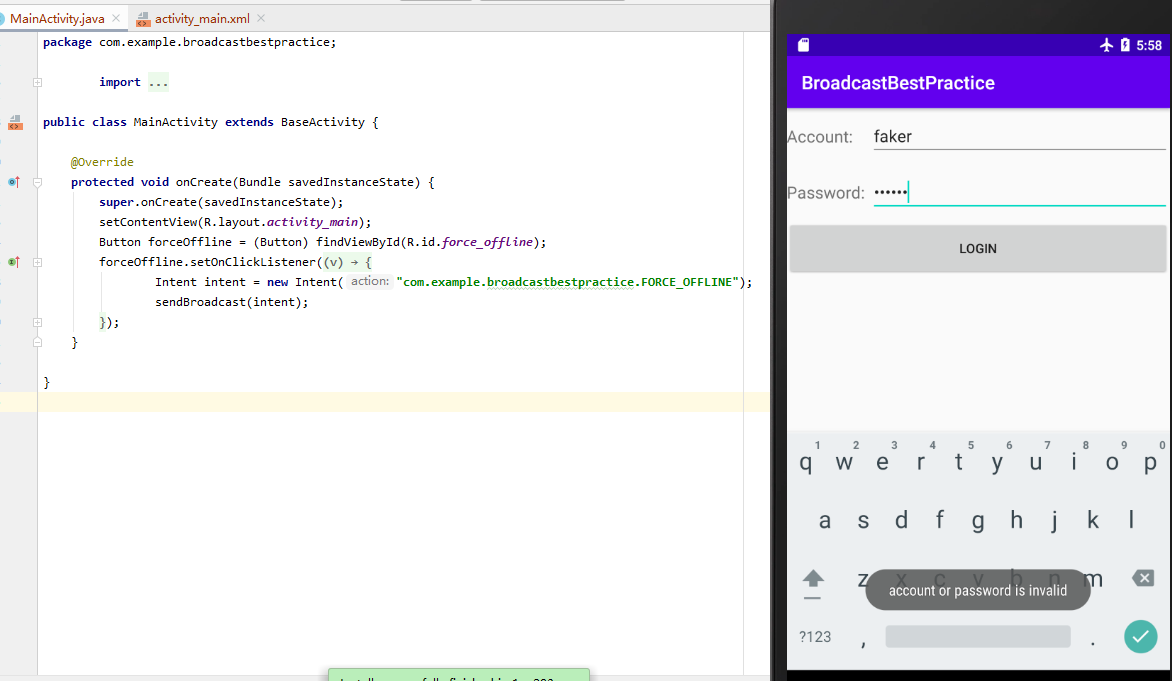 MainActivity.java
activity_main.xml
package com.example.broadcastbestpractice;
import ...
public class MainActivity extends BaseActivity {
@Override
protected void onCreate(Bundle savedInstanceState) {
super.onCreate(savedInstanceState);
setContentView(R.layout.activity_main);
Button forceOffline = (Button) findViewById(R.id.force_offline);
forceOffline.setOnClickListener((v) → {
Intent intent = new Intent( action: "com.example.broadcastbestpractice.FORCE_OFFLINE");
sendBroadcast(intent);
});
}
}
5:58
BroadcastBestPractice
Account: faker
Password: ••••••
LOGIN
1 2 3 4 5 6 7 8 9 0
q w e r t y u i o p
a s d f g h j k l
z x c v b n m
account or password is invalid
?123 , .